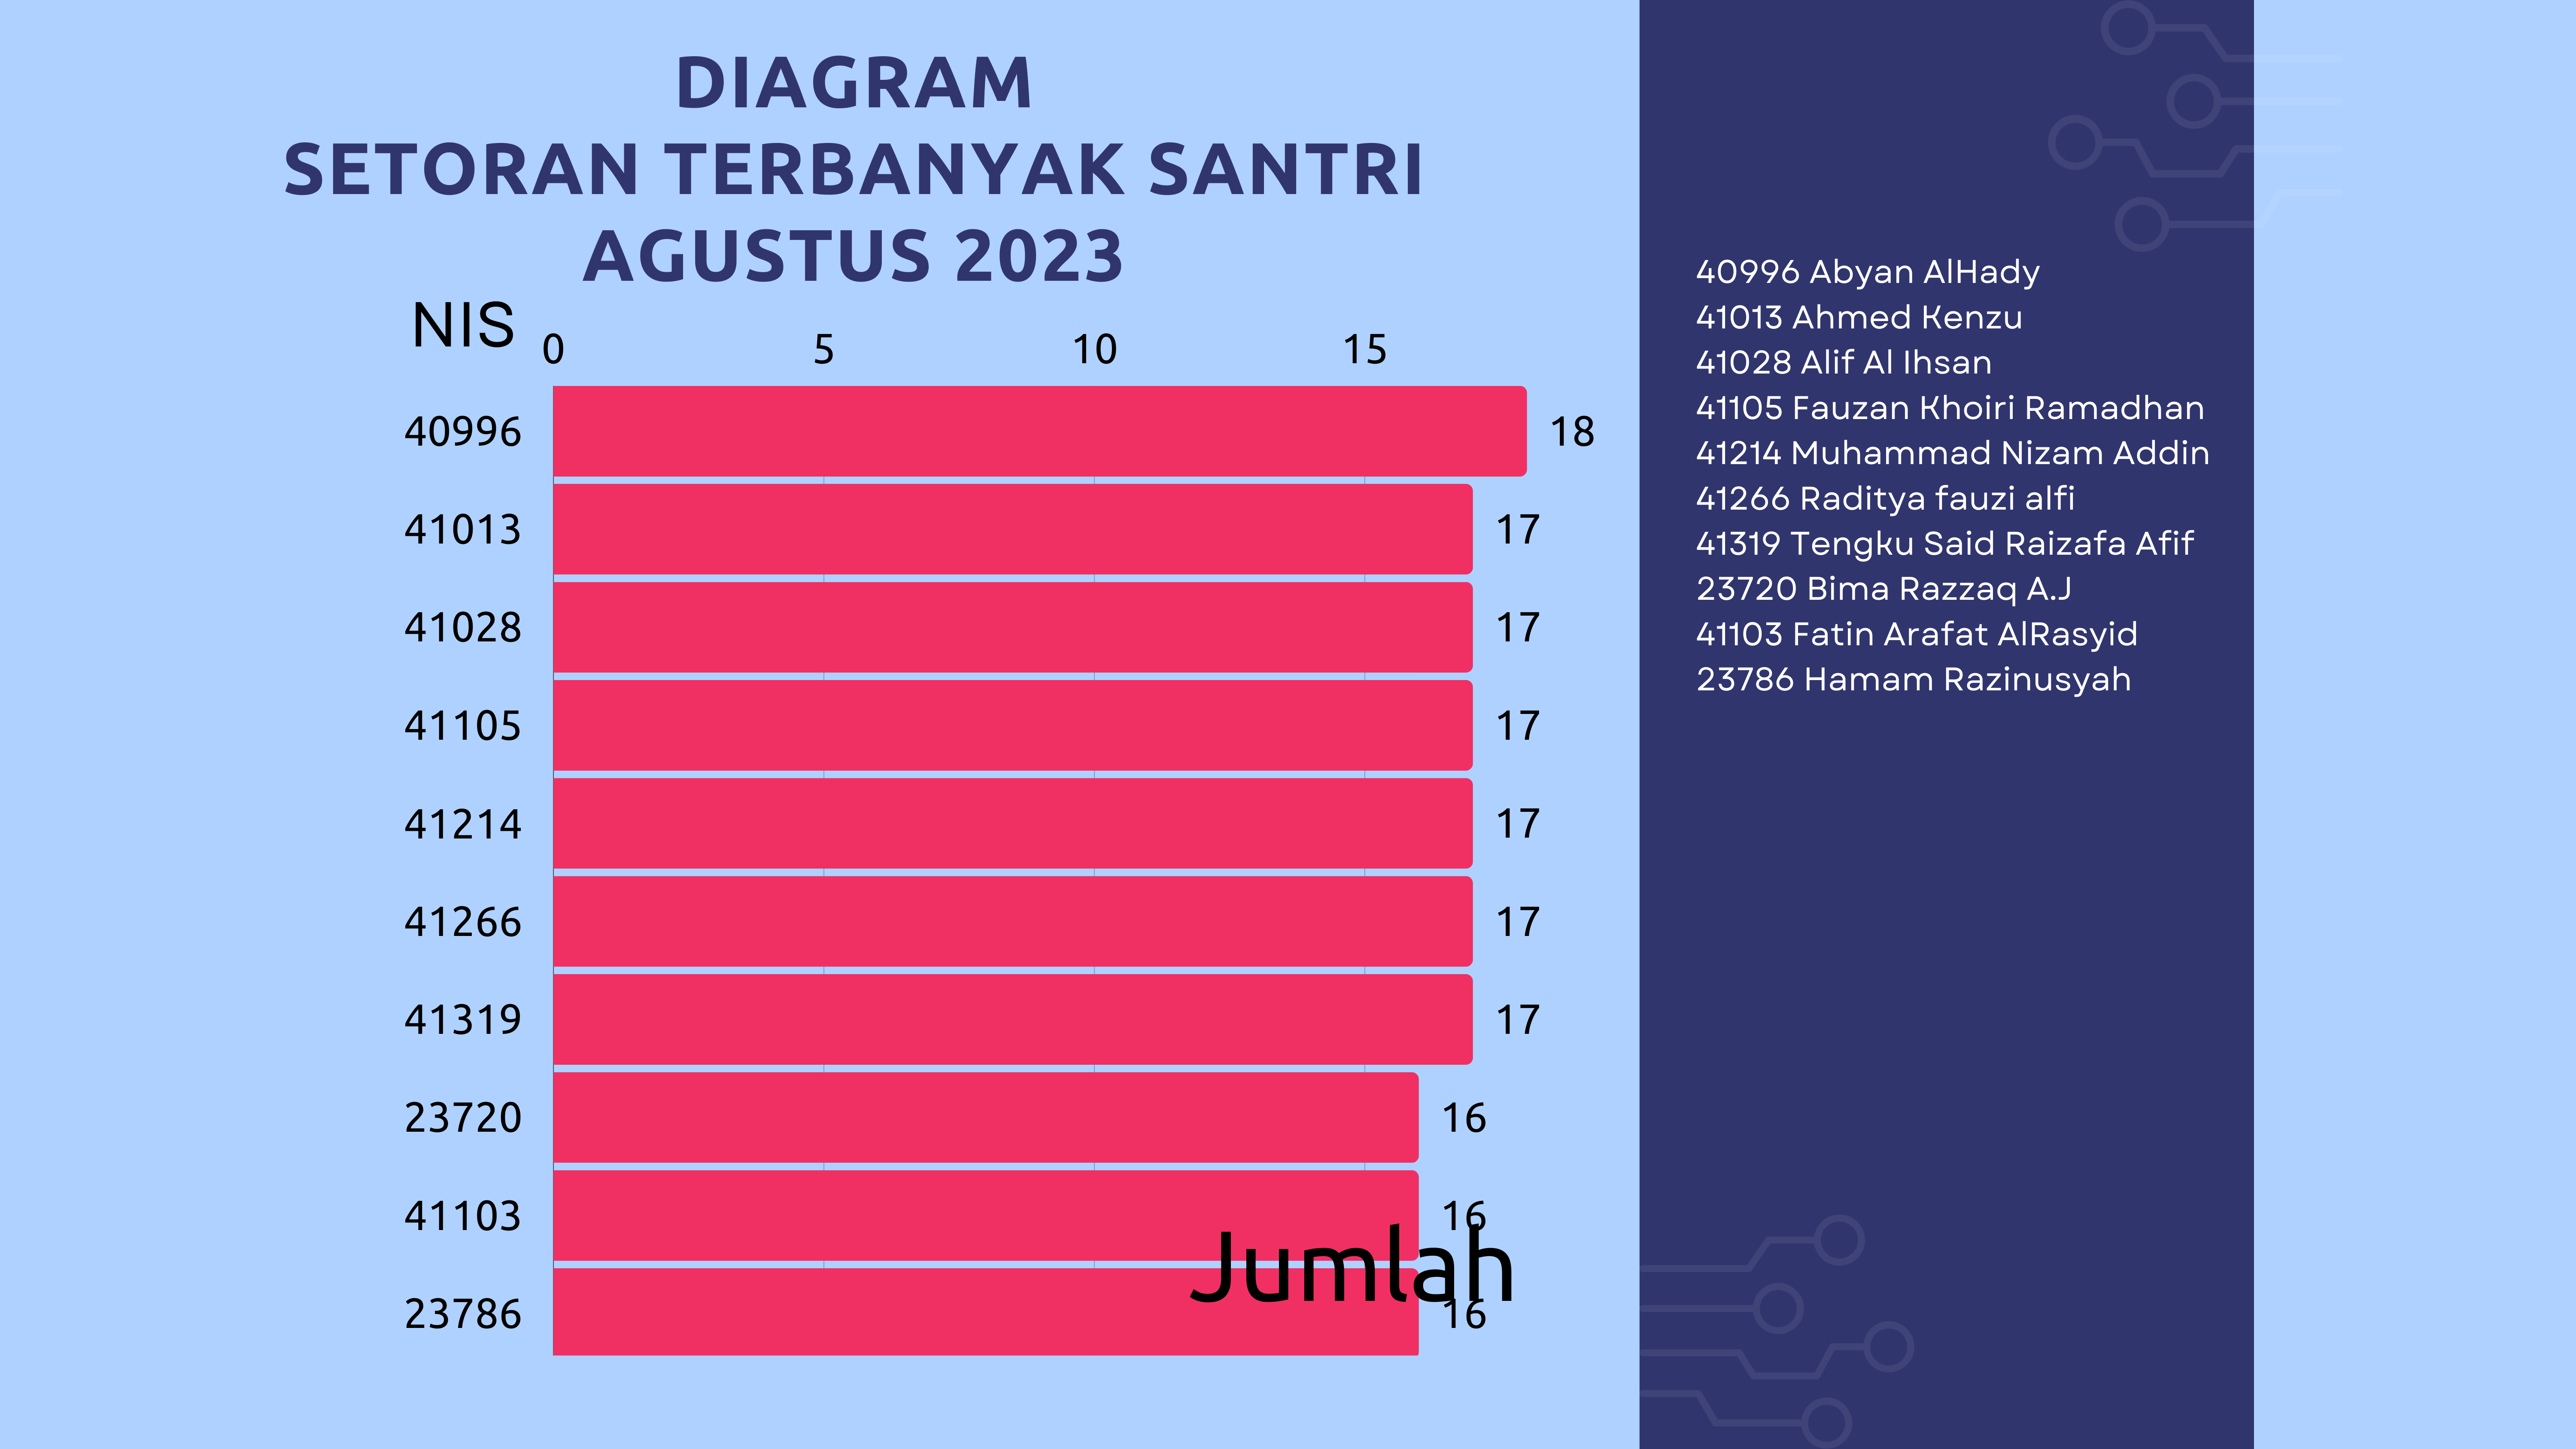 DIAGRAM
SETORAN TERBANYAK SANTRI
AGUSTUS 2023
NIS
0 5 10 15
40996 18
41013 17
41028 17
41105 17
41214 17
41266 17
41319 17
23720 16
41103 16
Jumlah
23786 16
40996 Abyan AlHady
41013 Ahmed Kenzu
41028 Alif Al Ihsan
41105 Fauzan Khoiri Ramadhan
41214 Muhammad Nizam Addin
41266 Raditya fauzi alfi
41319 Tengku Said Raizafa Afif
23720 Bima Razzaq A.J
41103 Fatin Arafat AlRasyid
23786 Hamam Razinusyah